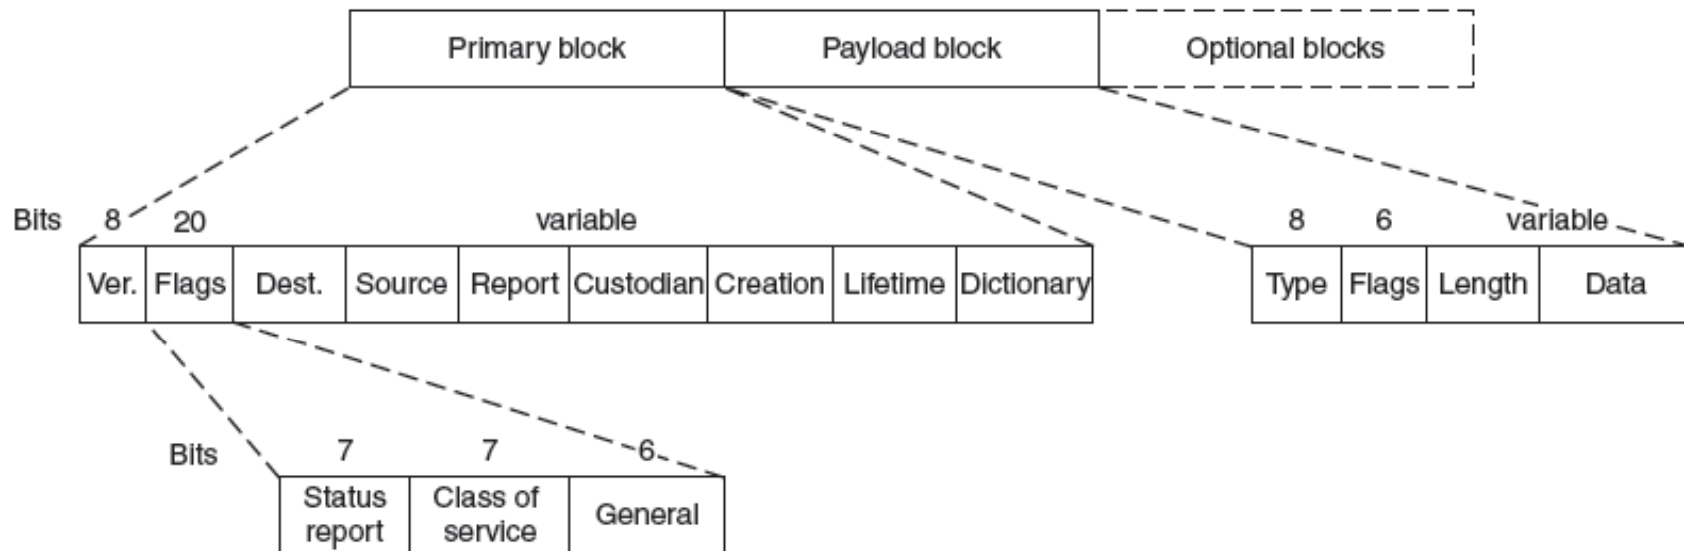 Primary block Payload block Optional blocks
Bits 8 20 variable 8 6 variable
Ver. Flags Dest. Source Report Custodian Creation Lifetime Dictionary Type Flags Length Data
Bits 7 7 6
Status report Class of service General